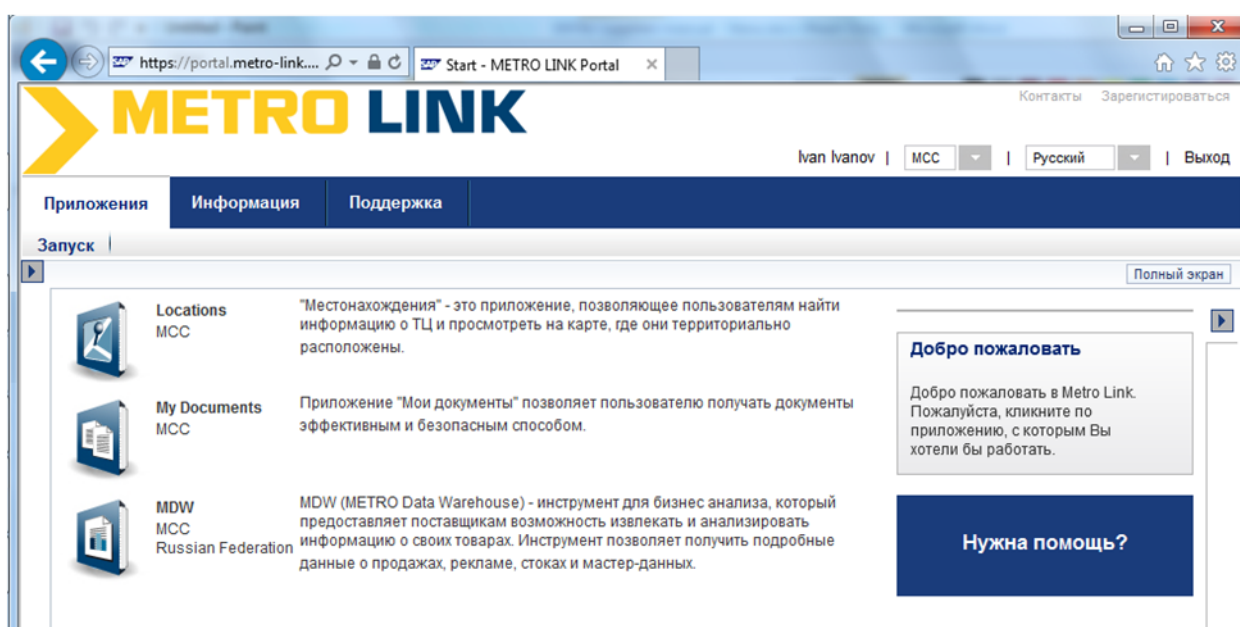 https://portal.metro-link.... Start - METRO LINK Portal
METRO LINK
Контакты Зарегистрироваться
Ivan Ivanov | MCC | Русский | Выход
Приложения Информация Поддержка
Запуск
Полный экран
Locations
MCC
"Местонахождения" - это приложение, позволяющее пользователям найти
информацию о ТЦ и просмотреть на карте, где они территориально
расположены.
My Documents
MCC
Приложение "Мои документы" позволяет пользователю получать документы
эффективным и безопасным способом.
MDW
MCC
Russian Federation
MDW (METRO Data Warehouse) - инструмент для бизнес анализа, который
предоставляет поставщикам возможность извлекать и анализировать
информацию о своих товарах. Инструмент позволяет получить подробные
данные о продажах, рекламе, стоках и мастер-данных.
Добро пожаловать
Добро пожаловать в Metro Link.
Пожалуйста, кликните по
приложению, с которым Вы
хотели бы работать.
Нужна помощь?